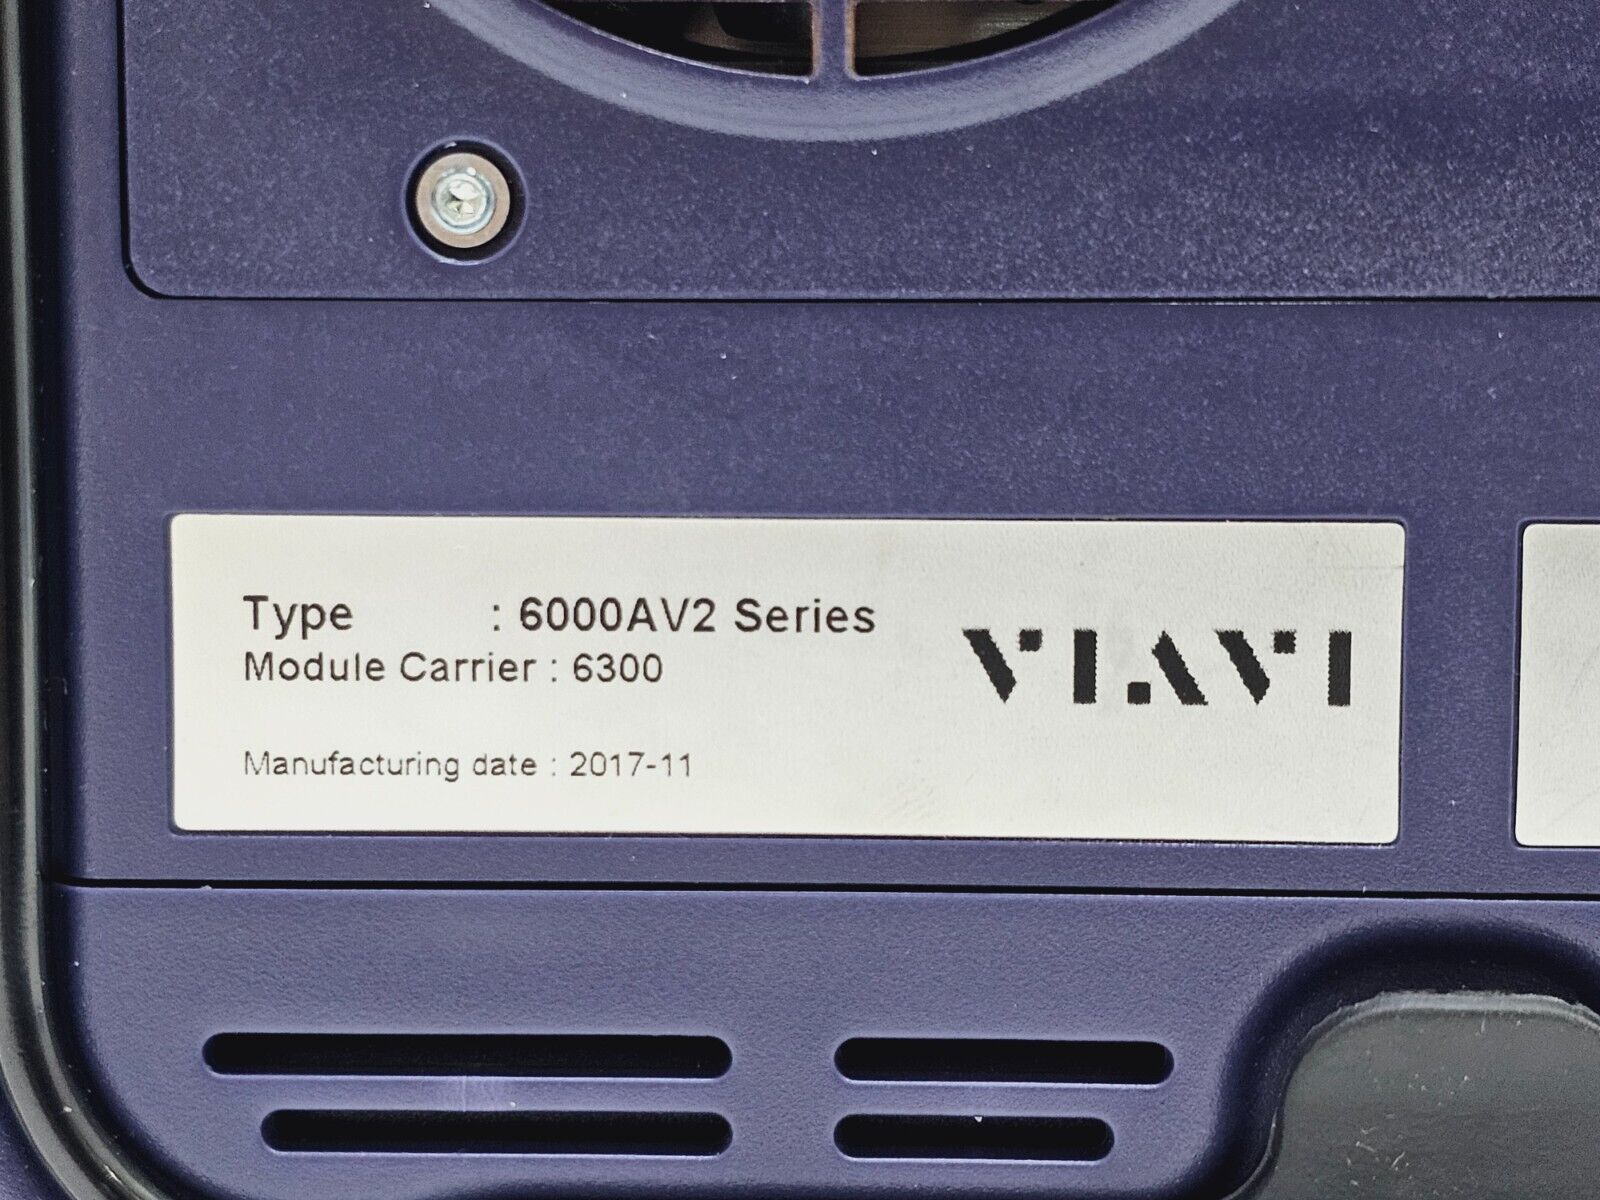 Type : 6000AV2 Series
Module Carrier : 6300
VIAVI
Manufacturing date : 2017-11